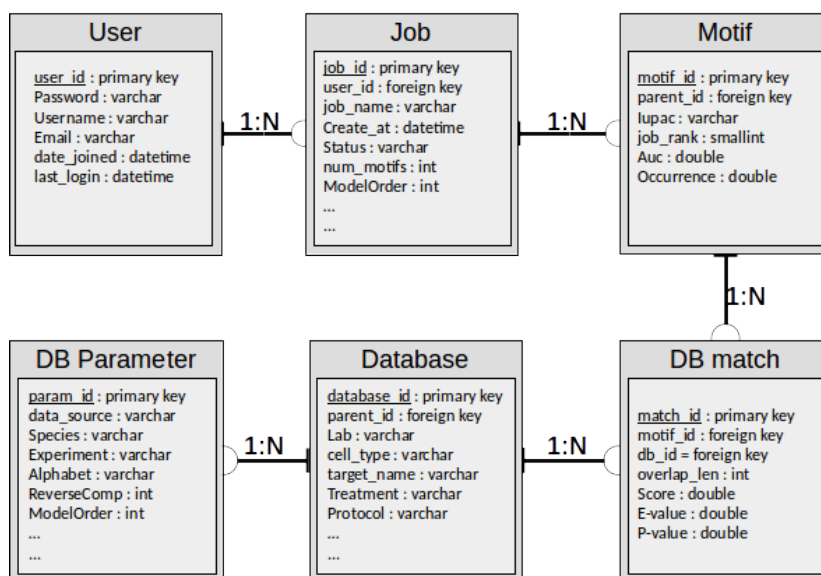 User
user_id : primary key
Password : varchar
Username : varchar
Email : varchar
date_joined : datetime
last_login : datetime
1:N
Job
job_id : primary key
user_id : foreign key
job_name : varchar
Create_at : datetime
Status : varchar
num_motifs : int
ModelOrder : int
...
...
1:N
Motif
motif_id : primary key
parent_id : foreign key
Iupac : varchar
job_rank : smallint
Auc : double
Occurrence : double
1:N
DB Parameter
param_id : primary key
data_source : varchar
Species : varchar
Experiment : varchar
Alphabet : varchar
ReverseComp : int
ModelOrder : int
...
...
1:N
Database
database_id : primary key
parent_id : foreign key
Lab : varchar
cell_type : varchar
target_name : varchar
Treatment : varchar
Protocol : varchar
...
...
1:N
DB match
match_id : primary key
motif_id : foreign key
db_id = foreign key
overlap_len : int
Score : double
E-value : double
P-value : double